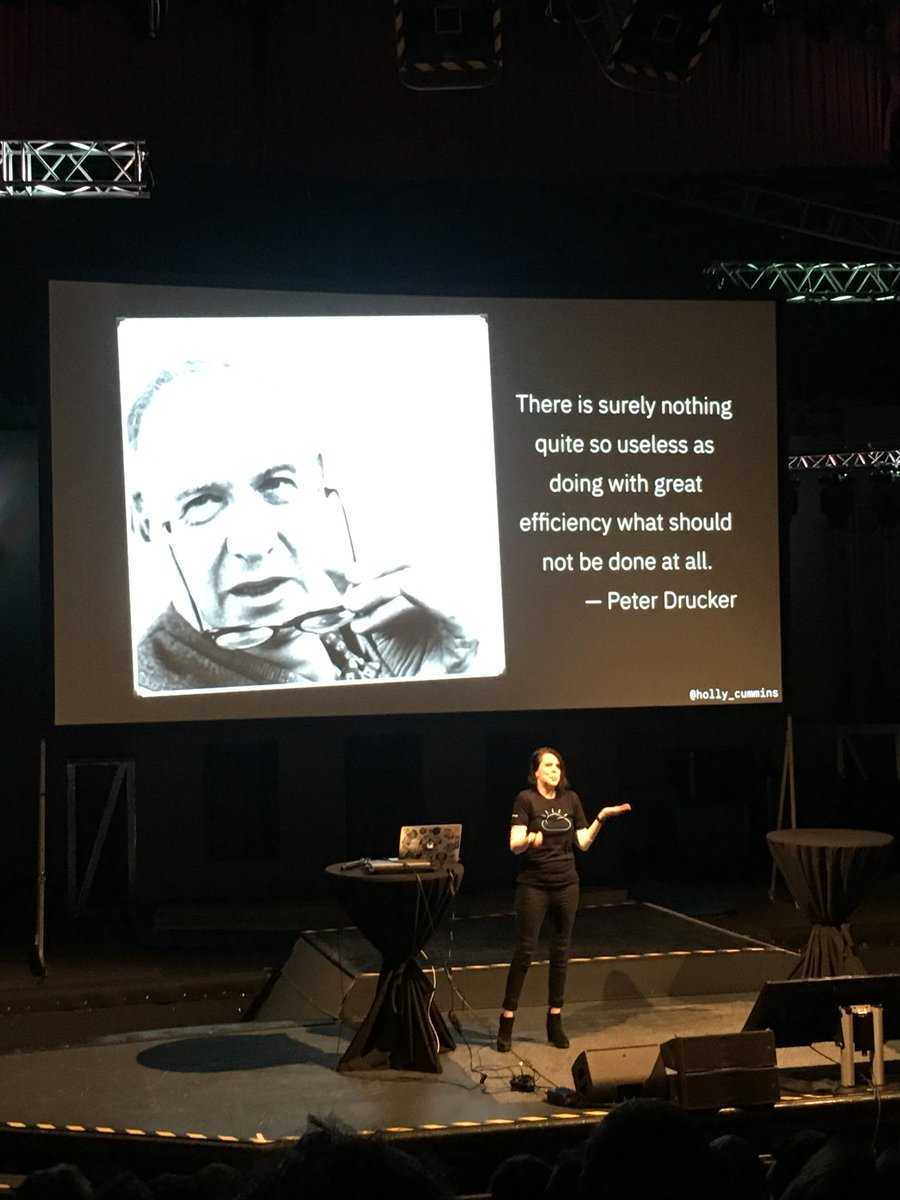 There is surely nothing
quite so useless as
doing with great
efficiency what should
not be done at all.
— Peter Drucker
@holly_cummins